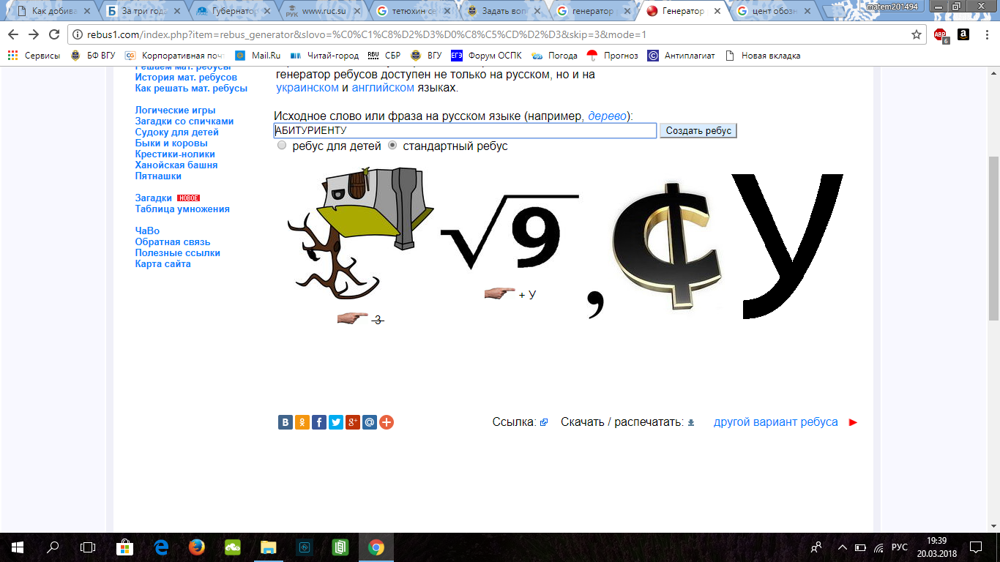 Как добива
За три года
Губернатор
РУК
www.ruc.su
тетюхин се
Задать воп
генератор
Генератор
цент обозн
matem201494
rebus1.com/index.php?item=rebus_generator&slovo=%C0%C1%C8%D2%D3%D0%C8%C5%CD%D2%D3&skip=3&mode=1
ABP
6
Сервисы
БФ ВГУ
CG
Корпоративная поч
Mail.Ru
Читай-город
RBU
СБР
ВГУ
ЕГЭ
Форум ОСПК
Погода
Прогноз
Антиплагиат
Новая вкладка
Решаем мат. ребусы
История мат. ребусов
Как решать мат. ребусы
Логические игры
Загадки со спичками
Судоку для детей
Быки и коровы
Крестики-нолики
Ханойская башня
Пятнашки
Загадки НОВОЕ
Таблица умножения
ЧаВо
Обратная связь
Полезные ссылки
Карта сайта
генератор ребусов доступен не только на русском, но и на
украинском и английском языках.
Исходное слово или фраза на русском языке (например, дерево):
АБИТУРИЕНТУ
Создать ребус
ребус для детей
стандартный ребус
√9
, ¢ У
+ У
3
Ссылка:
Скачать / распечатать:
другой вариант ребуса
РУС
19:39
20.03.2018